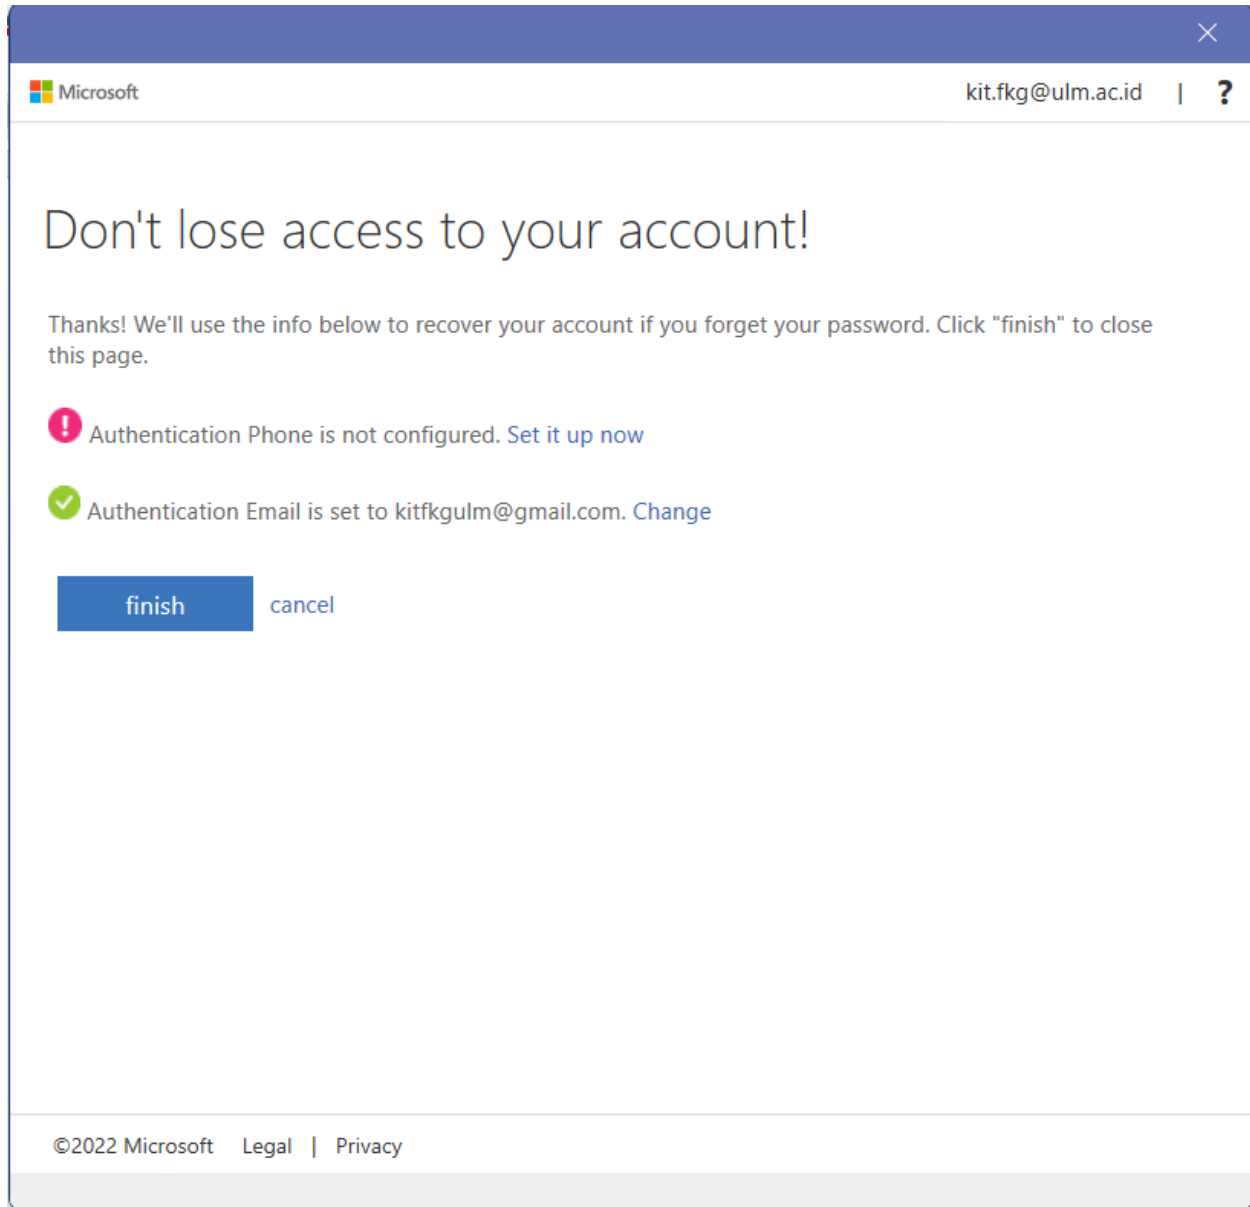 Microsoft
kit.fkg@ulm.ac.id | ?
Don't lose access to your account!
Thanks! We'll use the info below to recover your account if you forget your password. Click "finish" to close
this page.
! Authentication Phone is not configured. Set it up now
Authentication Email is set to kitfkgulm@gmail.com. Change
finish cancel
©2022 Microsoft Legal | Privacy